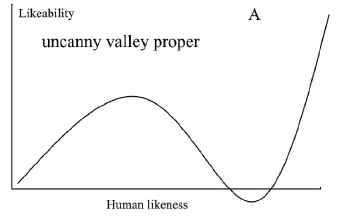 Likeability
A
uncanny valley proper
Human likeness